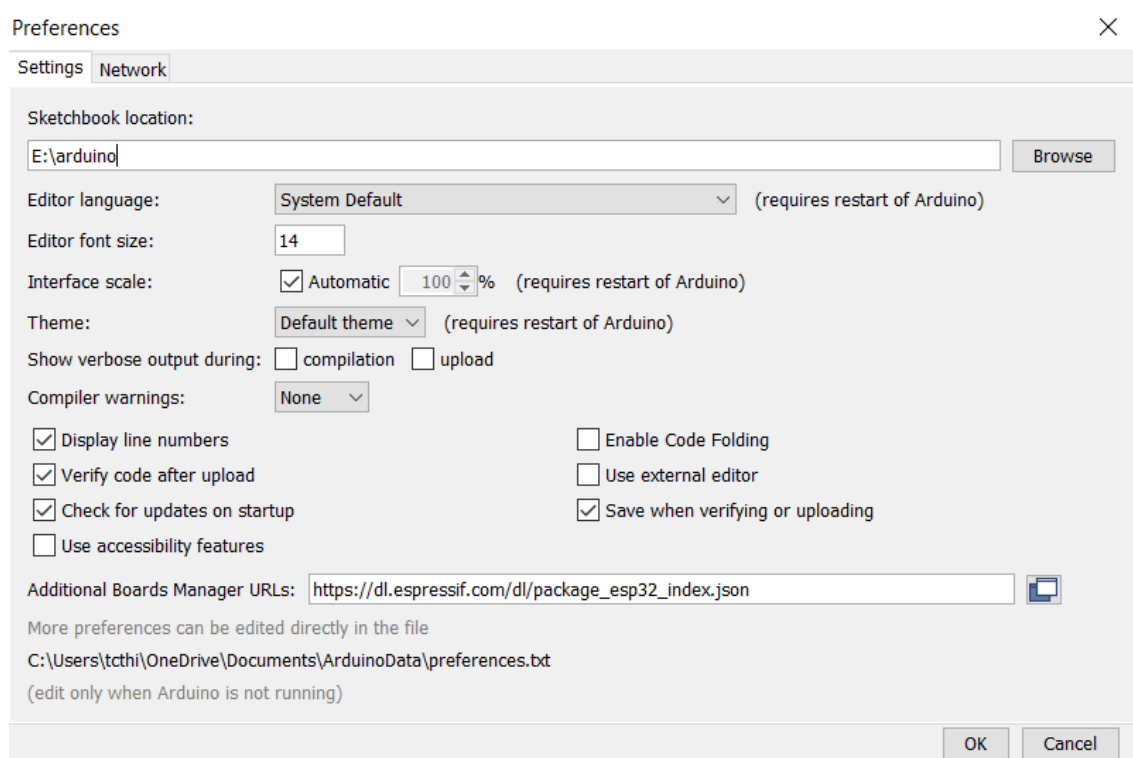 Preferences
Settings Network
Sketchbook location:
E:\arduino Browse
Editor language: System Default (requires restart of Arduino)
Editor font size: 14
Interface scale: Automatic 100 % (requires restart of Arduino)
Theme: Default theme (requires restart of Arduino)
Show verbose output during: compilation upload
Compiler warnings: None
Display line numbers Enable Code Folding
Verify code after upload Use external editor
Check for updates on startup Save when verifying or uploading
Use accessibility features
Additional Boards Manager URLs: https://dl.espressif.com/dl/package_esp32_index.json
More preferences can be edited directly in the file
C:\Users\tcthi\OneDrive\Documents\ArduinoData\preferences.txt
(edit only when Arduino is not running)
OK Cancel